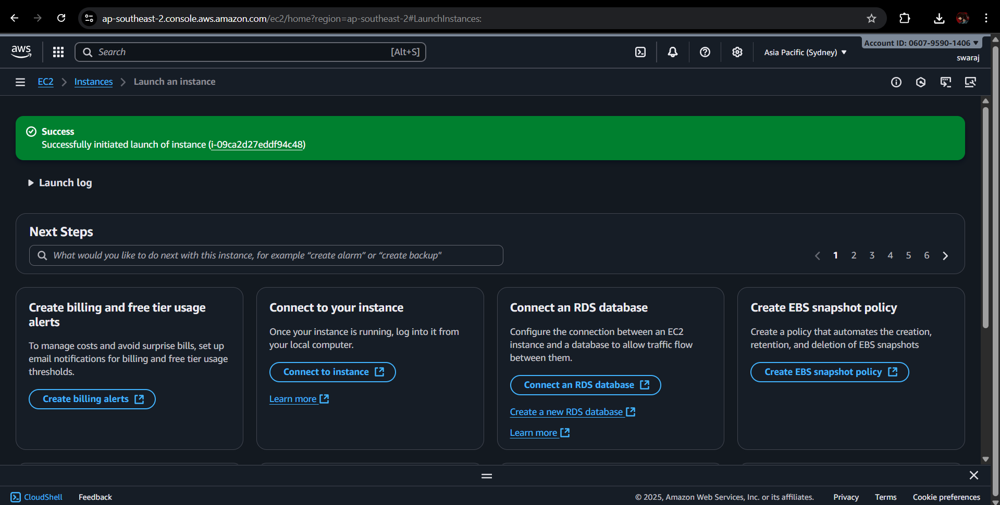 ap-southeast-2.console.aws.amazon.com/ec2/home?region=ap-southeast-2#LaunchInstances:
aws
Search
[Alt+S]
Asia Pacific (Sydney)
Account ID: 0607-9590-1406
swaraj
EC2
Instances
Launch an instance
Success
Successfully initiated launch of instance (i-09ca2d27eddf94c48)
Launch log
Next Steps
What would you like to do next with this instance, for example “create alarm” or “create backup"
1 2 3 4 5 6
Create billing and free tier usage
alerts
To manage costs and avoid surprise bills, set up
email notifications for billing and free tier usage
thresholds.
Create billing alerts
Connect to your instance
Once your instance is running, log into it from
your local computer.
Connect to instance
Learn more
Connect an RDS database
Configure the connection between an EC2
instance and a database to allow traffic flow
between them.
Connect an RDS database
Create a new RDS database
Learn more
Create EBS snapshot policy
Create a policy that automates the creation,
retention, and deletion of EBS snapshots
Create EBS snapshot policy
CloudShell
Feedback
© 2025, Amazon Web Services, Inc. or its affiliates.
Privacy
Terms
Cookie preferences